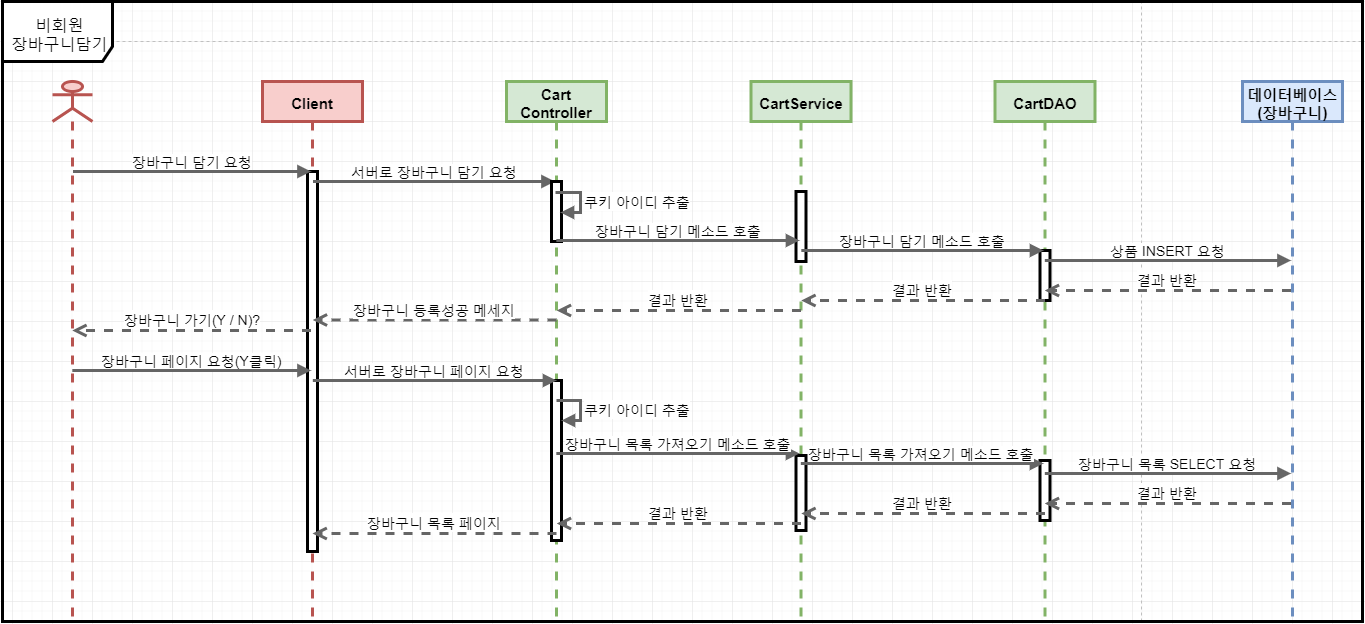 비회원
장바구니담기
Client
Cart
Controller
CartService
CartDAO
데이터베이스
(장바구니)
장바구니 담기 요청
서버로 장바구니 담기 요청
쿠키 아이디 추출
장바구니 담기 메소드 호출
장바구니 담기 메소드 호출
상품 INSERT 요청
결과 반환
결과 반환
결과 반환
장바구니 등록성공 메세지
장바구니 가기(Y / N)?
장바구니 페이지 요청(Y클릭)
서버로 장바구니 페이지 요청
쿠키 아이디 추출
장바구니 목록 가져오기 메소드 호출
장바구니 목록 가져오기 메소드 호출
장바구니 목록 SELECT 요청
결과 반환
결과 반환
결과 반환
장바구니 목록 페이지